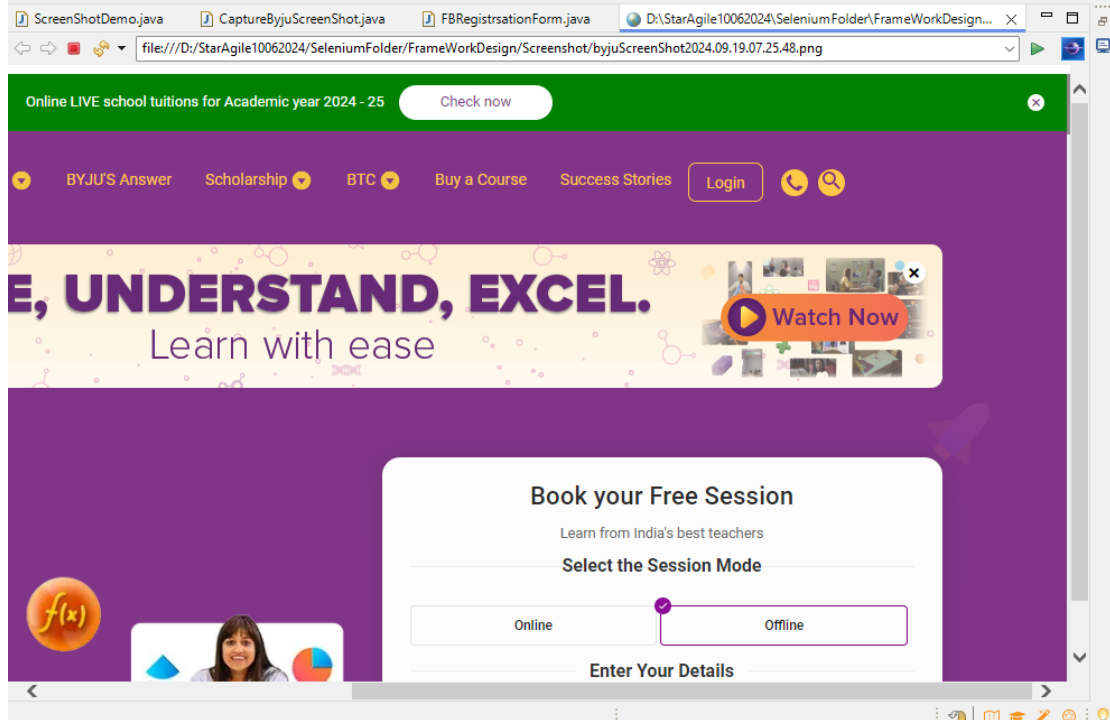 ScreenShotDemo.java
CaptureByjuScreenShot.java
FBRegistrsationForm.java
D:\StarAgile10062024\SeleniumFolder\FrameWorkDesign...
file:///D:/StarAgile10062024/SeleniumFolder/FrameWorkDesign/Screenshot/byjuScreenShot2024.09.19.07.25.48.png
Online LIVE school tuitions for Academic year 2024 - 25 Check now
BYJU'S Answer Scholarship BTC Buy a Course Success Stories Login
E, UNDERSTAND, EXCEL.
Learn with ease
Watch Now
Book your Free Session
Learn from India's best teachers
Select the Session Mode
Online Offline
Enter Your Details
f(x)